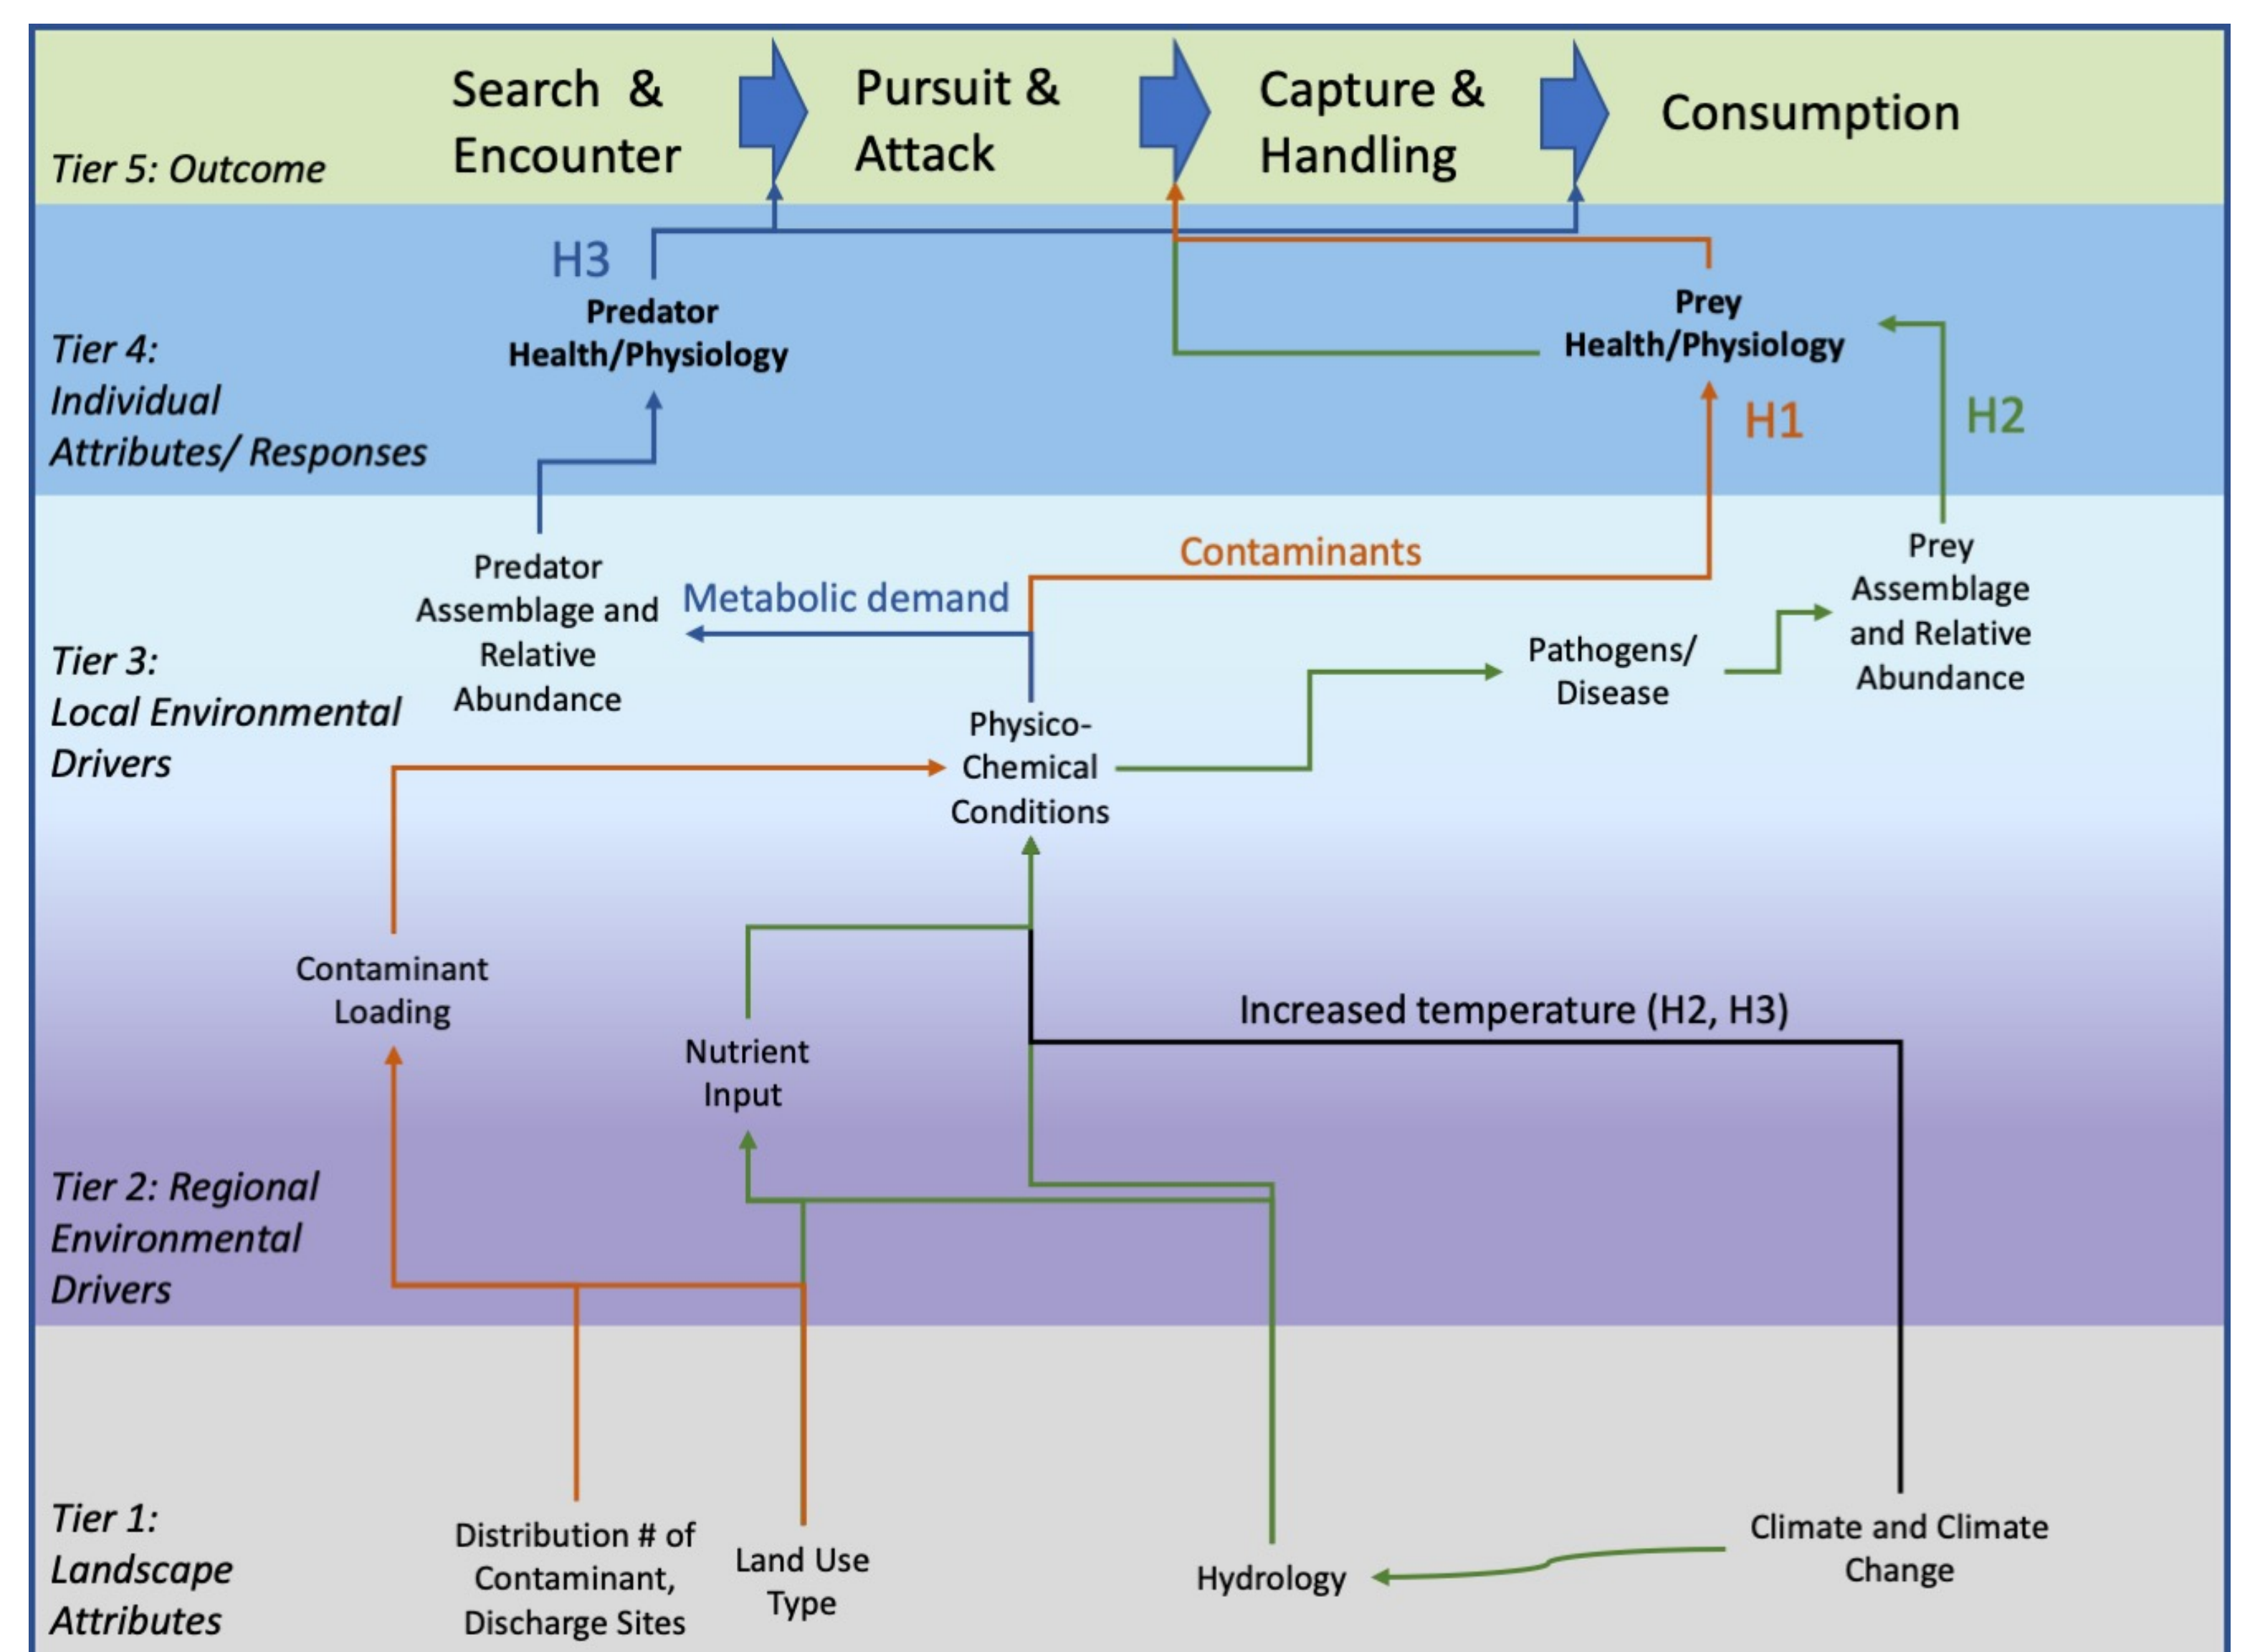 Search & Encounter
Pursuit & Attack
Capture & Handling
Consumption
Tier 5: Outcome
H3
Predator
Health/Physiology
Prey
Health/Physiology
Tier 4:
Individual
Attributes/ Responses
H1
H2
Predator
Assemblage and
Relative
Abundance
Metabolic demand
Contaminants
Prey
Assemblage
and Relative
Abundance
Pathogens/
Disease
Tier 3:
Local Environmental
Drivers
Physico-
Chemical
Conditions
Contaminant
Loading
Nutrient
Input
Increased temperature (H2, H3)
Tier 2: Regional
Environmental
Drivers
Tier 1:
Landscape
Attributes
Distribution # of
Contaminant,
Discharge Sites
Land Use
Type
Hydrology
Climate and Climate
Change